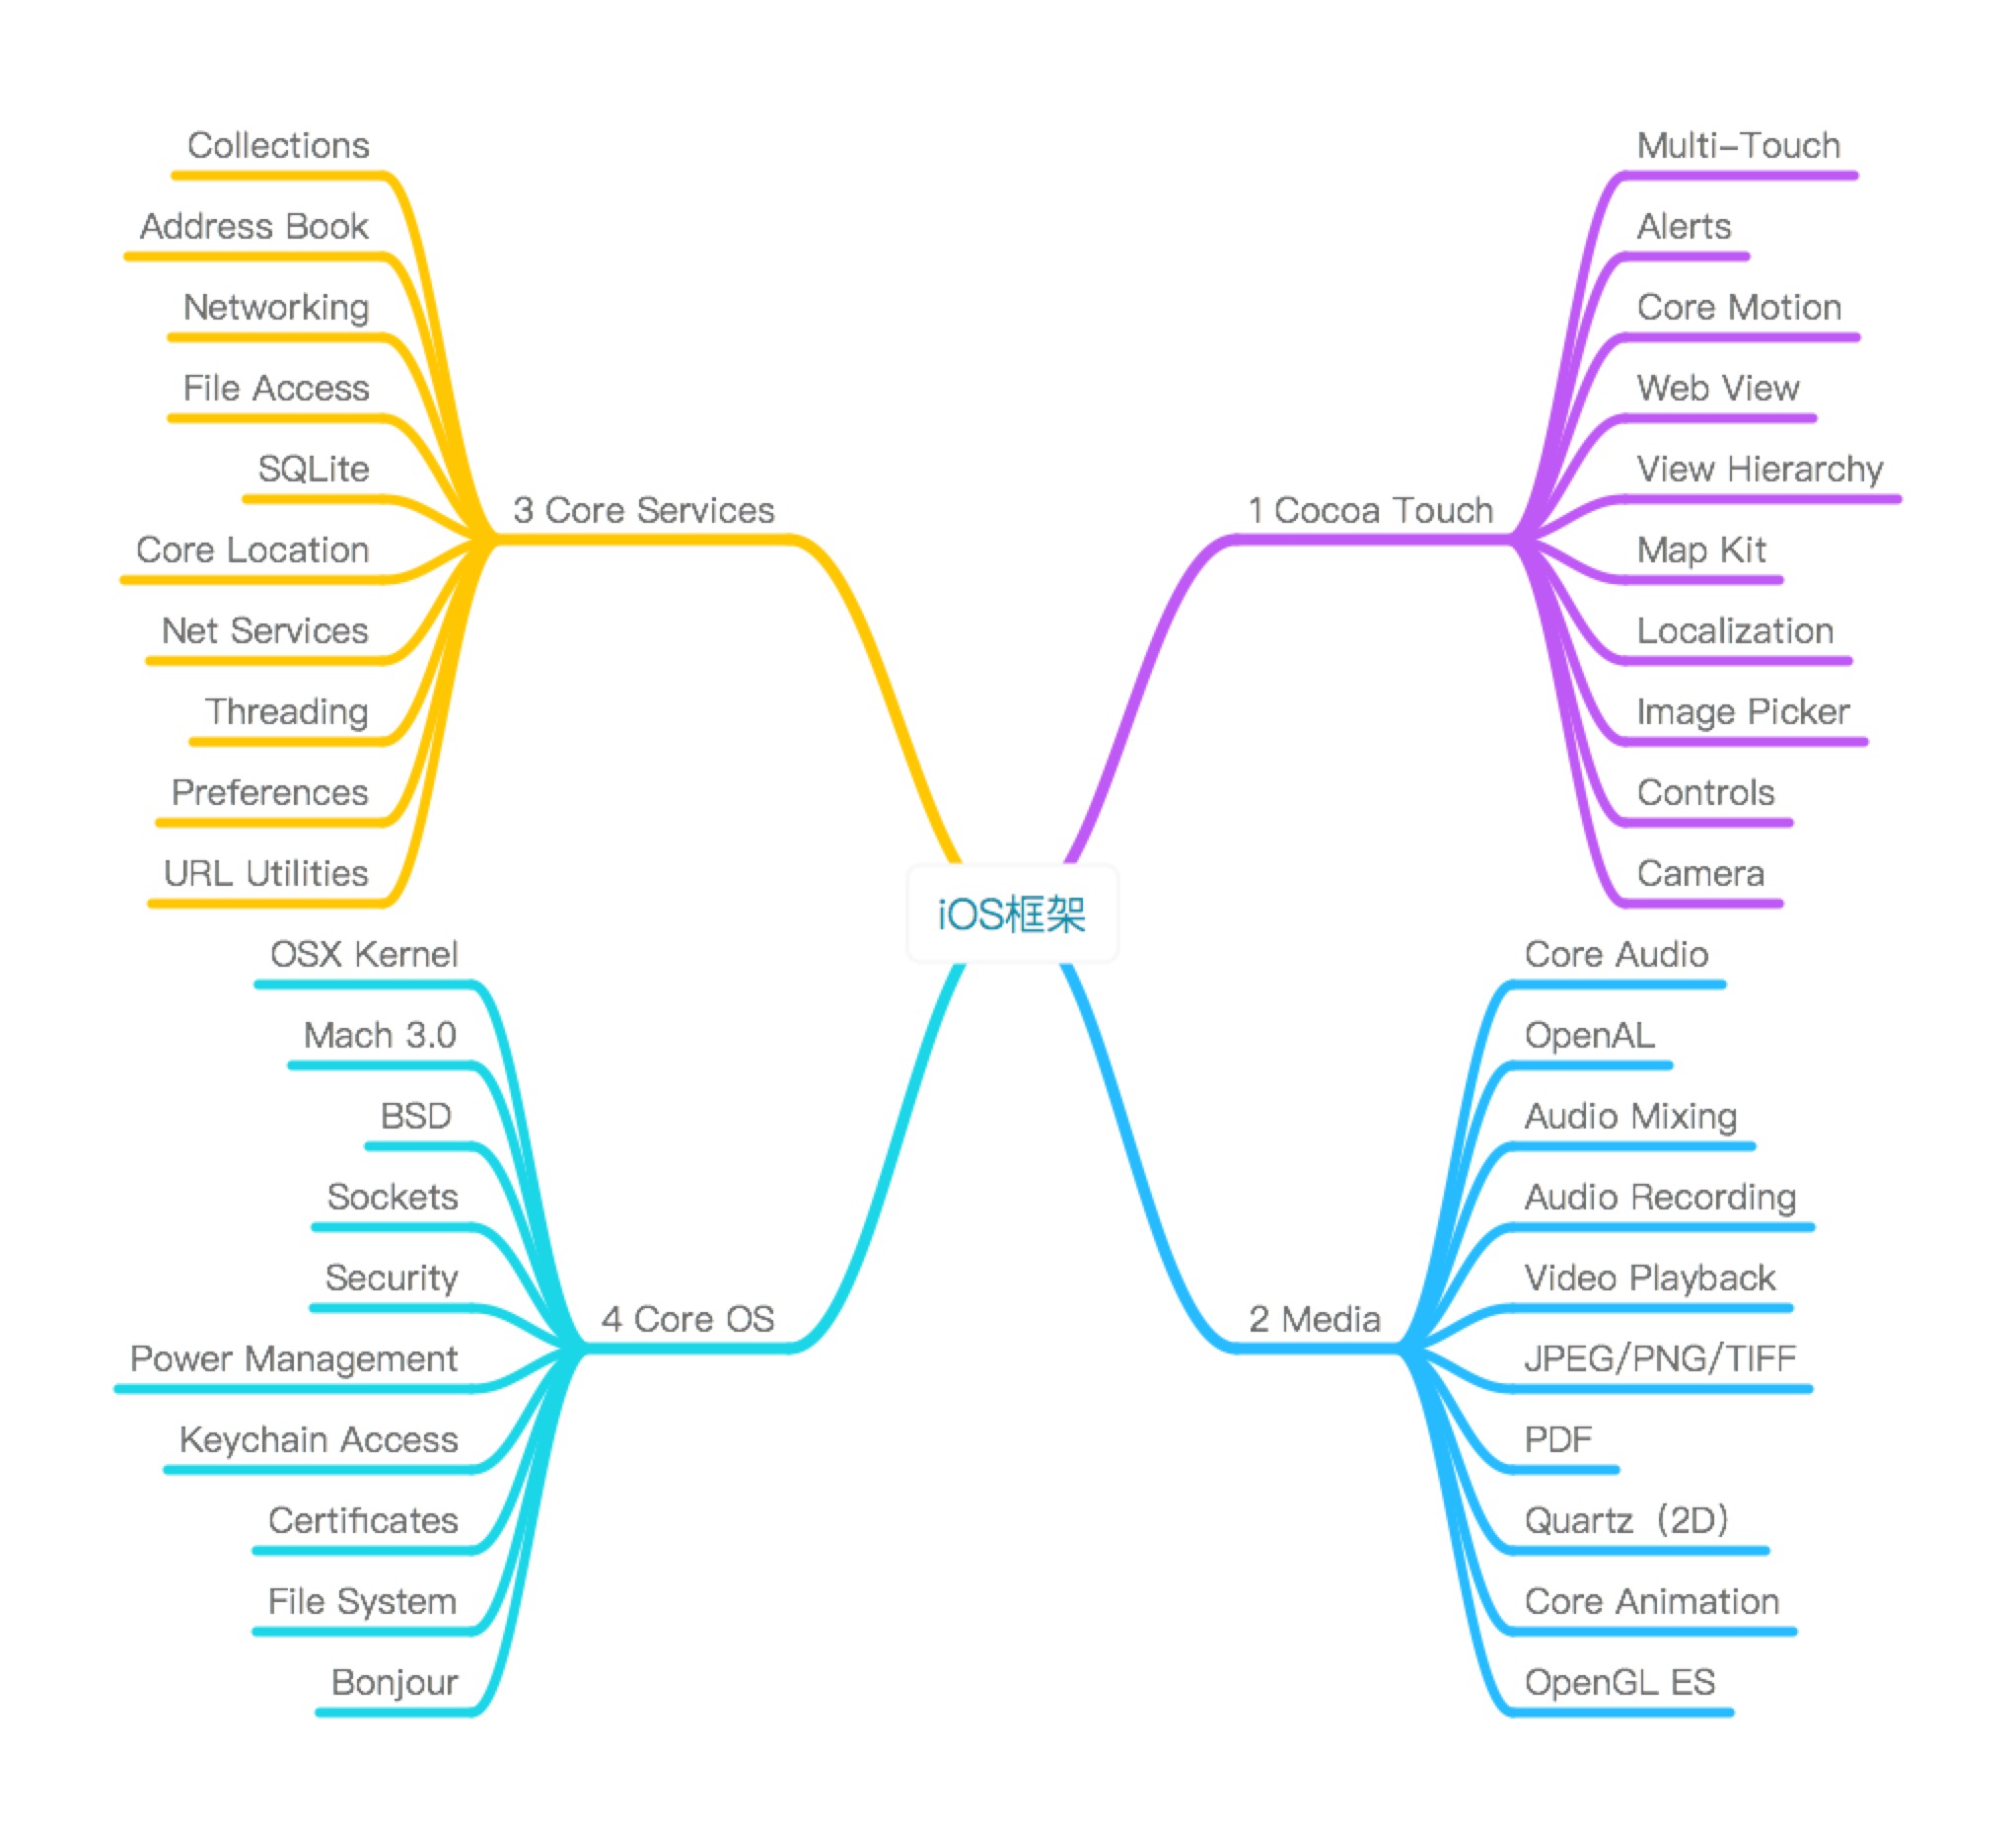 iOS框架
1 Cocoa Touch
Multi-Touch
Alerts
Core Motion
Web View
View Hierarchy
Map Kit
Localization
Image Picker
Controls
Camera
2 Media
Core Audio
OpenAL
Audio Mixing
Audio Recording
Video Playback
JPEG/PNG/TIFF
PDF
Quartz（2D）
Core Animation
OpenGL ES
3 Core Services
Collections
Address Book
Networking
File Access
SQLite
Core Location
Net Services
Threading
Preferences
URL Utilities
4 Core OS
OSX Kernel
Mach 3.0
BSD
Sockets
Security
Power Management
Keychain Access
Certificates
File System
Bonjour